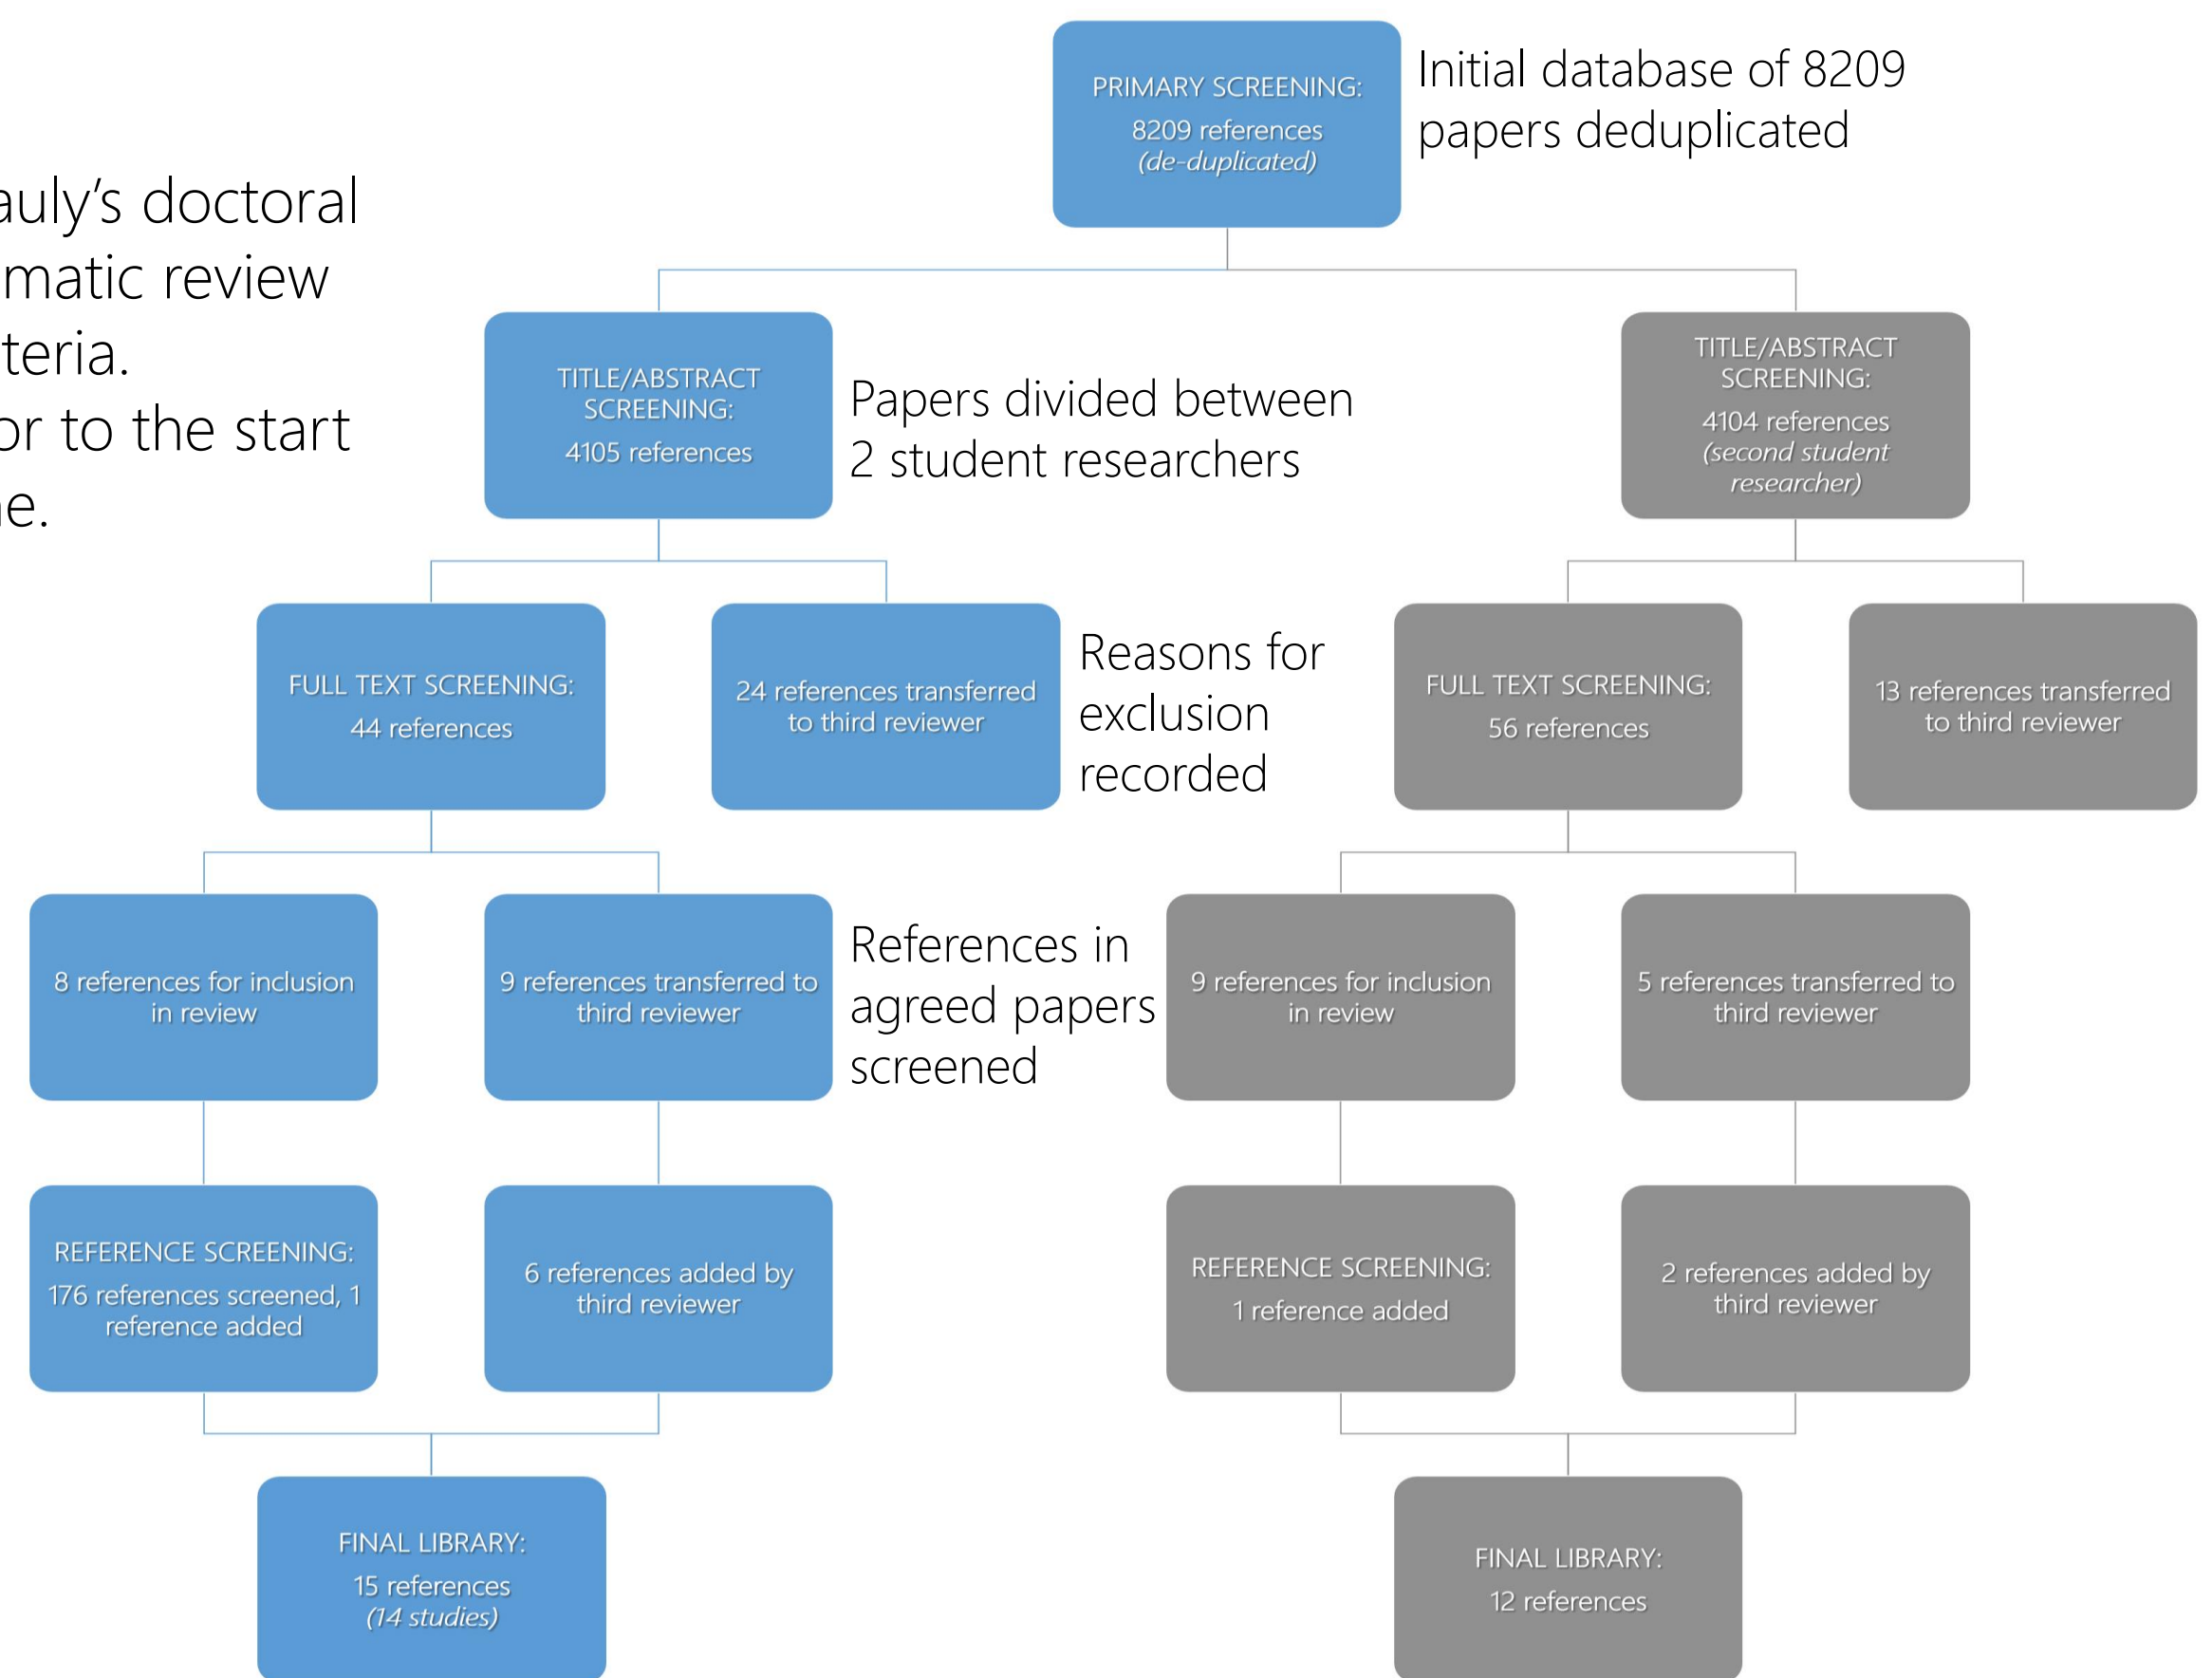 PRIMARY SCREENING:
8209 references
(de-duplicated)
Initial database of 8209
papers deduplicated
auly's doctoral
matic review
teria.
or to the start
ne.
TITLE/ABSTRACT
SCREENING:
4105 references
Papers divided between
2 student researchers
TITLE/ABSTRACT
SCREENING:
4104 references
(second student
researcher)
FULL TEXT SCREENING:
44 references
24 references transferred
to third reviewer
Reasons for
exclusion
recorded
FULL TEXT SCREENING:
56 references
13 references transferred
to third reviewer
8 references for inclusion
in review
9 references transferred to
third reviewer
References in
agreed papers
screened
9 references for inclusion
in review
5 references transferred to
third reviewer
REFERENCE SCREENING:
176 references screened, 1
reference added
6 references added by
third reviewer
REFERENCE SCREENING:
1 reference added
2 references added by
third reviewer
FINAL LIBRARY:
15 references
(14 studies)
FINAL LIBRARY:
12 references